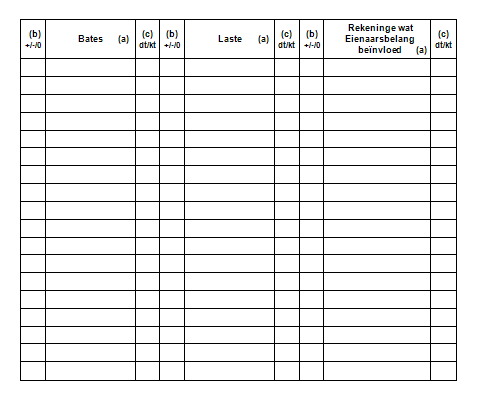 (b) +/-/0
Bates (a)
(c) dt/kt
(b) +/-/0
Laste (a)
(c) dt/kt
(b) +/-/0
Rekeninge wat
Eienaarsbelang
beïnvloed (a)
(c) dt/kt